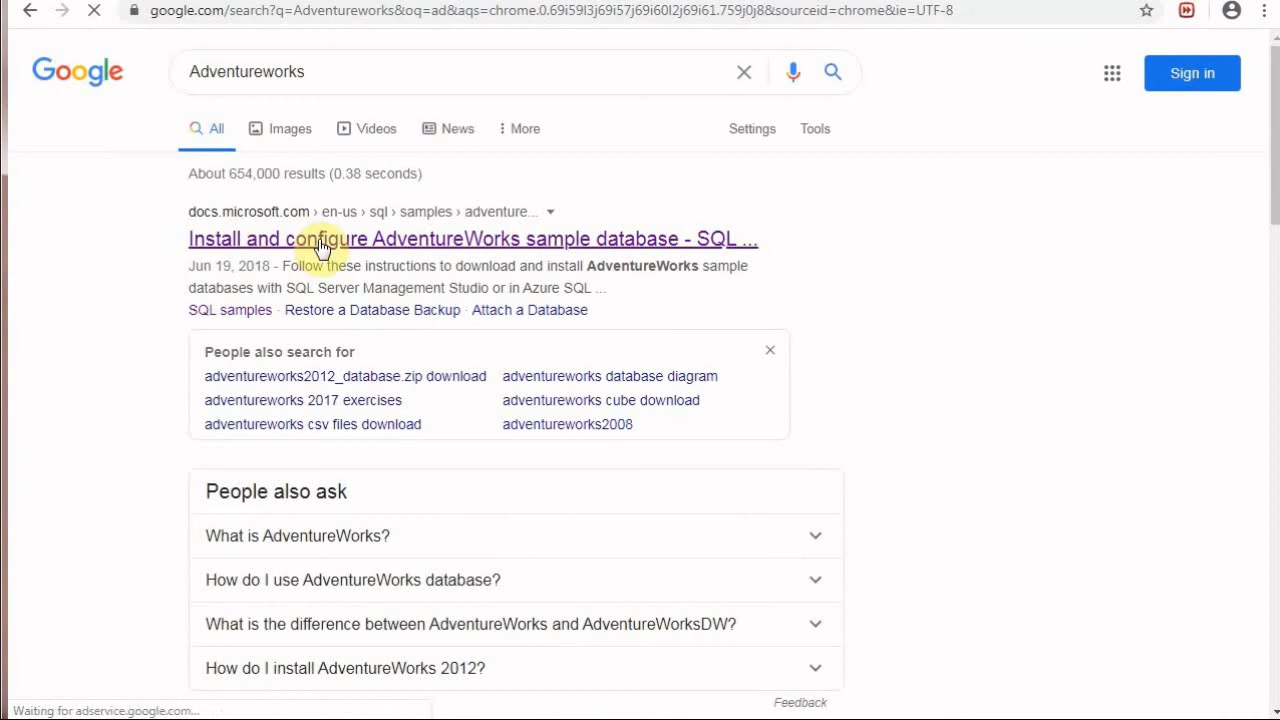 google.com/search?q=Adventureworks&oq=ad&aqs=chrome.0.69i59l3j69i57j69i60l2j69i61.759j0j8&sourceid=chrome&ie=UTF-8
Google
Adventureworks
Sign in
All Images Videos News More Settings Tools
About 654,000 results (0.38 seconds)
docs.microsoft.com › en-us › sql › samples › adventure...
Install and configure AdventureWorks sample database - SQL ...
Jun 19, 2018 - Follow these instructions to download and install AdventureWorks sample
databases with SQL Server Management Studio or in Azure SQL ...
SQL samples · Restore a Database Backup · Attach a Database
People also search for
adventureworks2012_database.zip download adventureworks database diagram
adventureworks 2017 exercises adventureworks cube download
adventureworks csv files download adventureworks2008
People also ask
What is AdventureWorks?
How do I use AdventureWorks database?
What is the difference between AdventureWorks and AdventureWorksDW?
How do I install AdventureWorks 2012?
Feedback
Waiting for adservice.google.com...